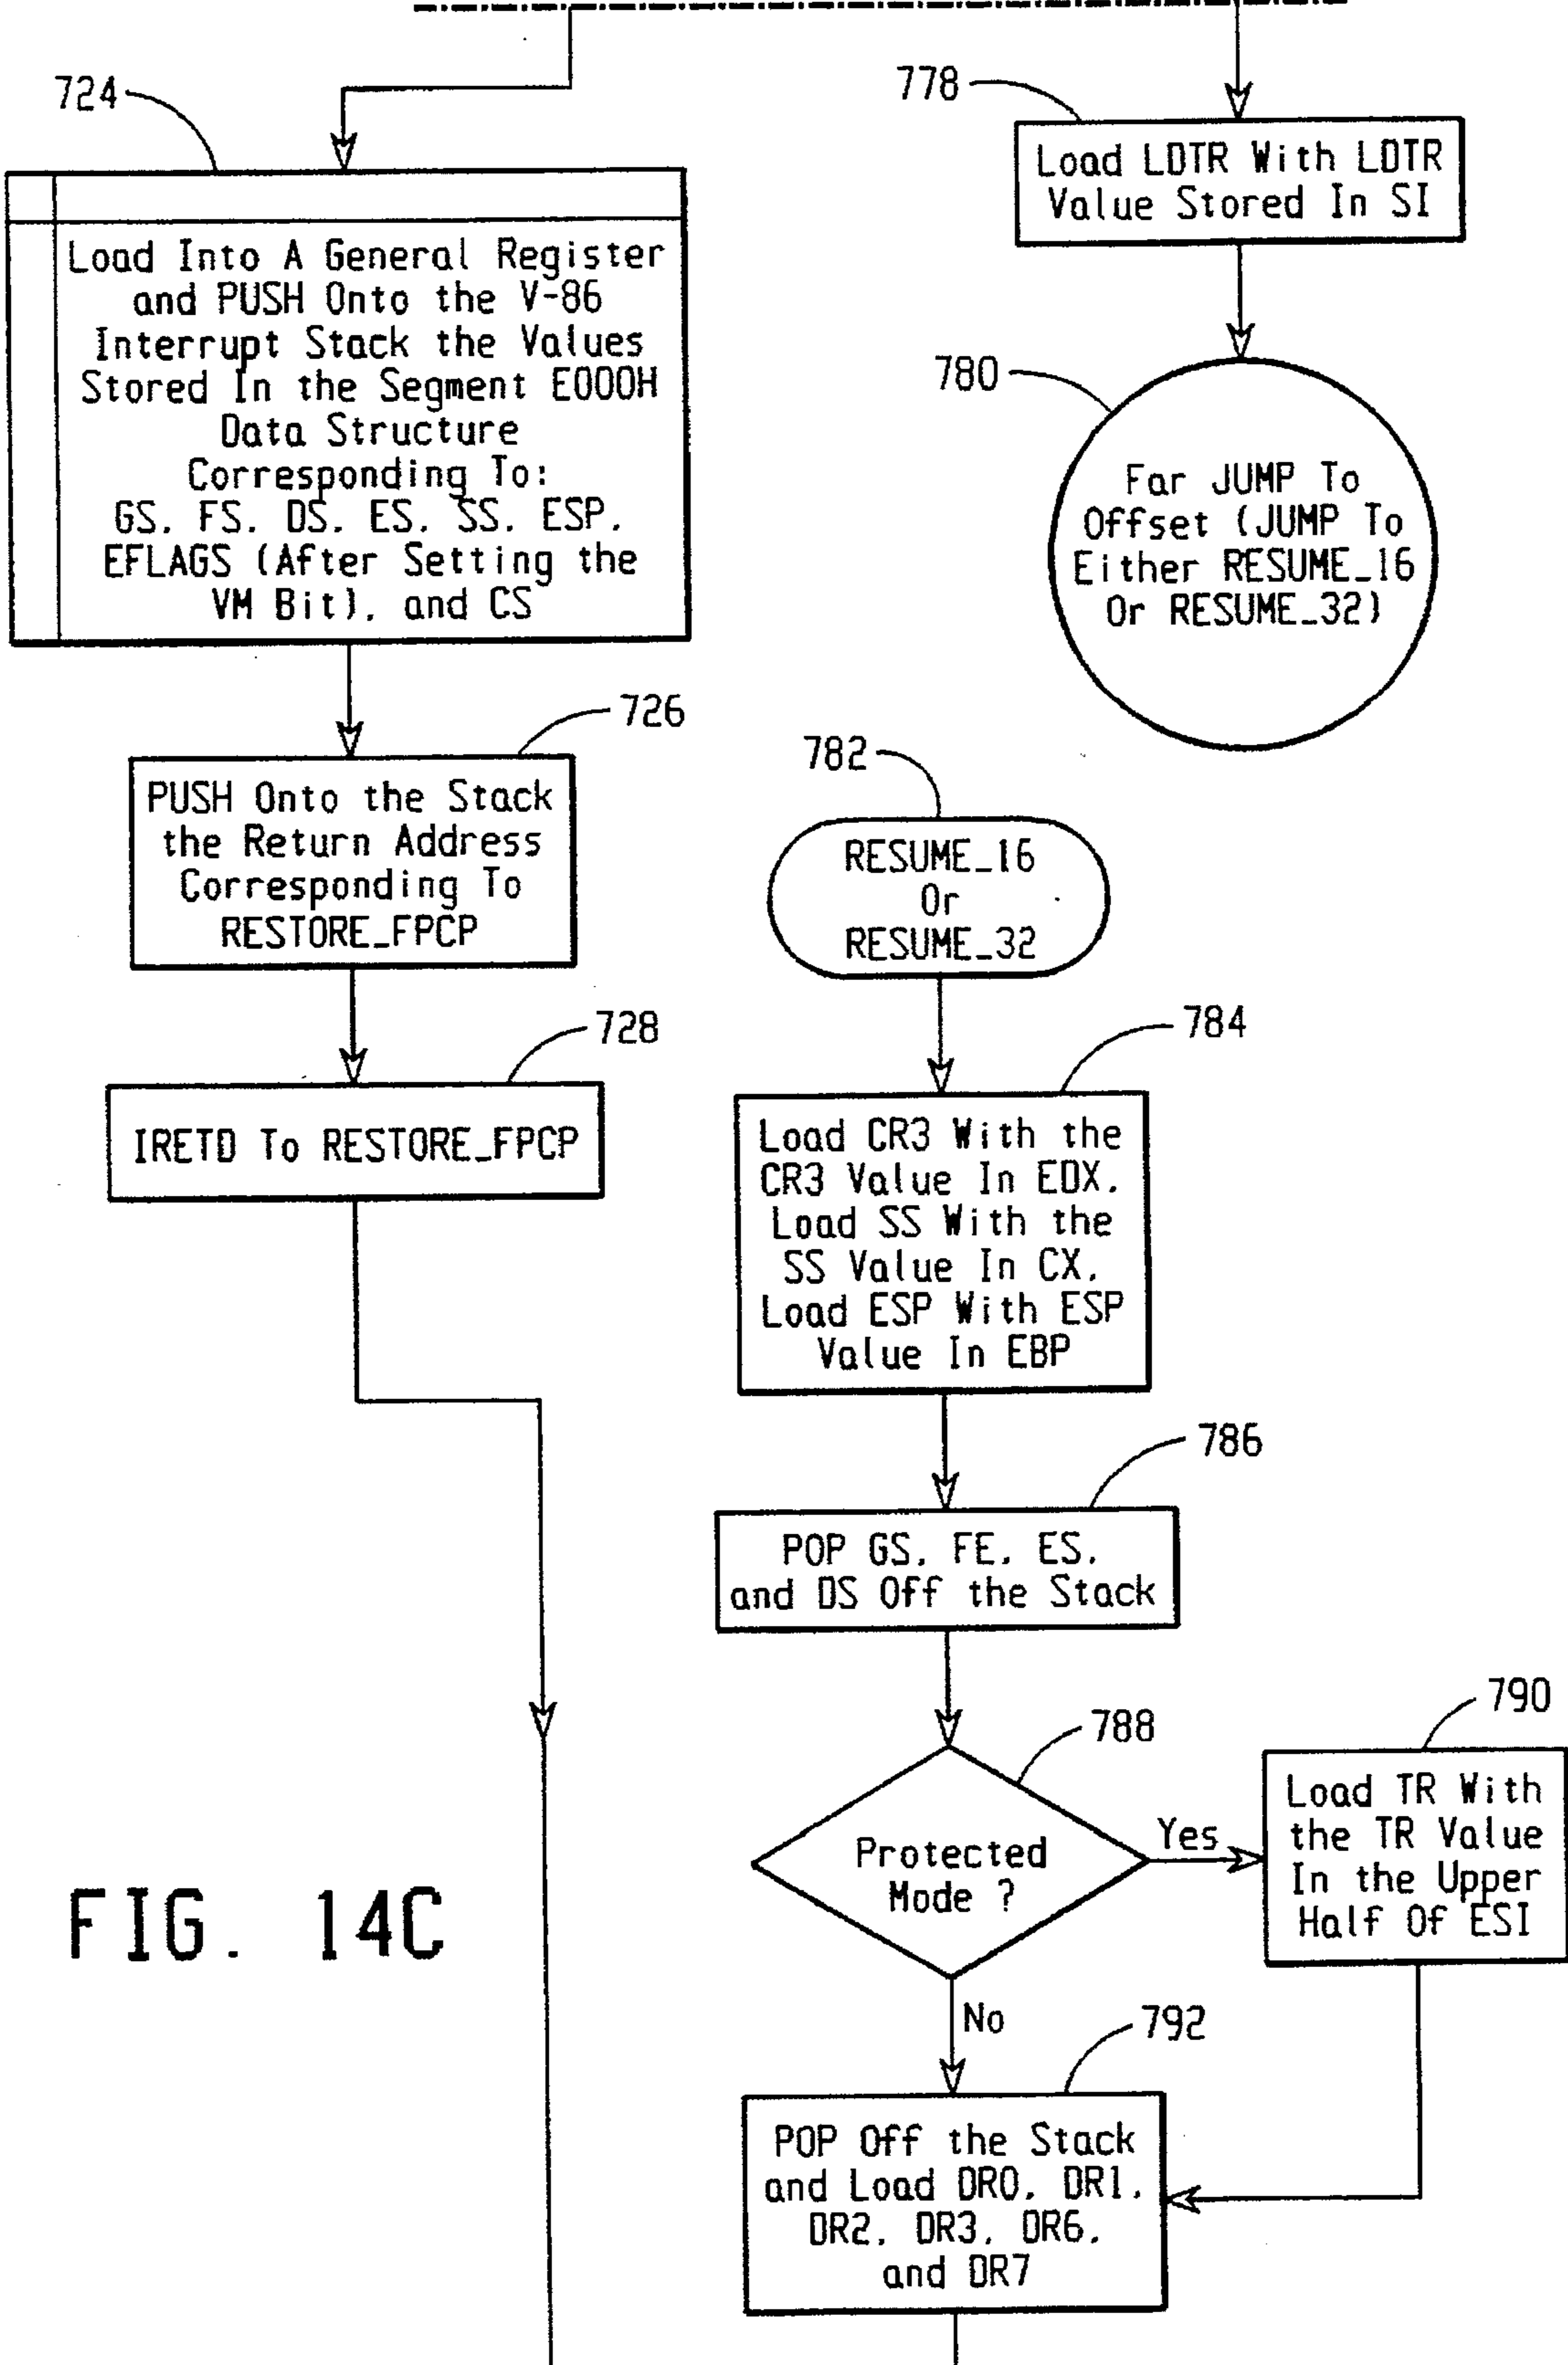 724
Load Into A General Register
and PUSH Onto the V-86
Interrupt Stack the Values
Stored In the Segment E000H
Data Structure
Corresponding To:
GS, FS, DS, ES, SS, ESP,
EFLAGS (After Setting the
VM Bit), and CS
726
PUSH Onto the Stack
the Return Address
Corresponding To
RESTORE_FPCP
728
IRETD To RESTORE_FPCP
778
Load LDTR With LDTR
Value Stored In SI
780
Far JUMP To
Offset (JUMP To
Either RESUME_16
Or RESUME_32)
782
RESUME_16
Or
RESUME_32
784
Load CR3 With the
CR3 Value In EDX,
Load SS With the
SS Value In CX,
Load ESP With ESP
Value In EBP
786
POP GS, FE, ES,
and DS Off the Stack
788
Protected
Mode ?
Yes
No
790
Load TR With
the TR Value
In the Upper
Half Of ESI
792
POP Off the Stack
and Load DR0, DR1,
DR2, DR3, DR6,
and DR7
FIG. 14C